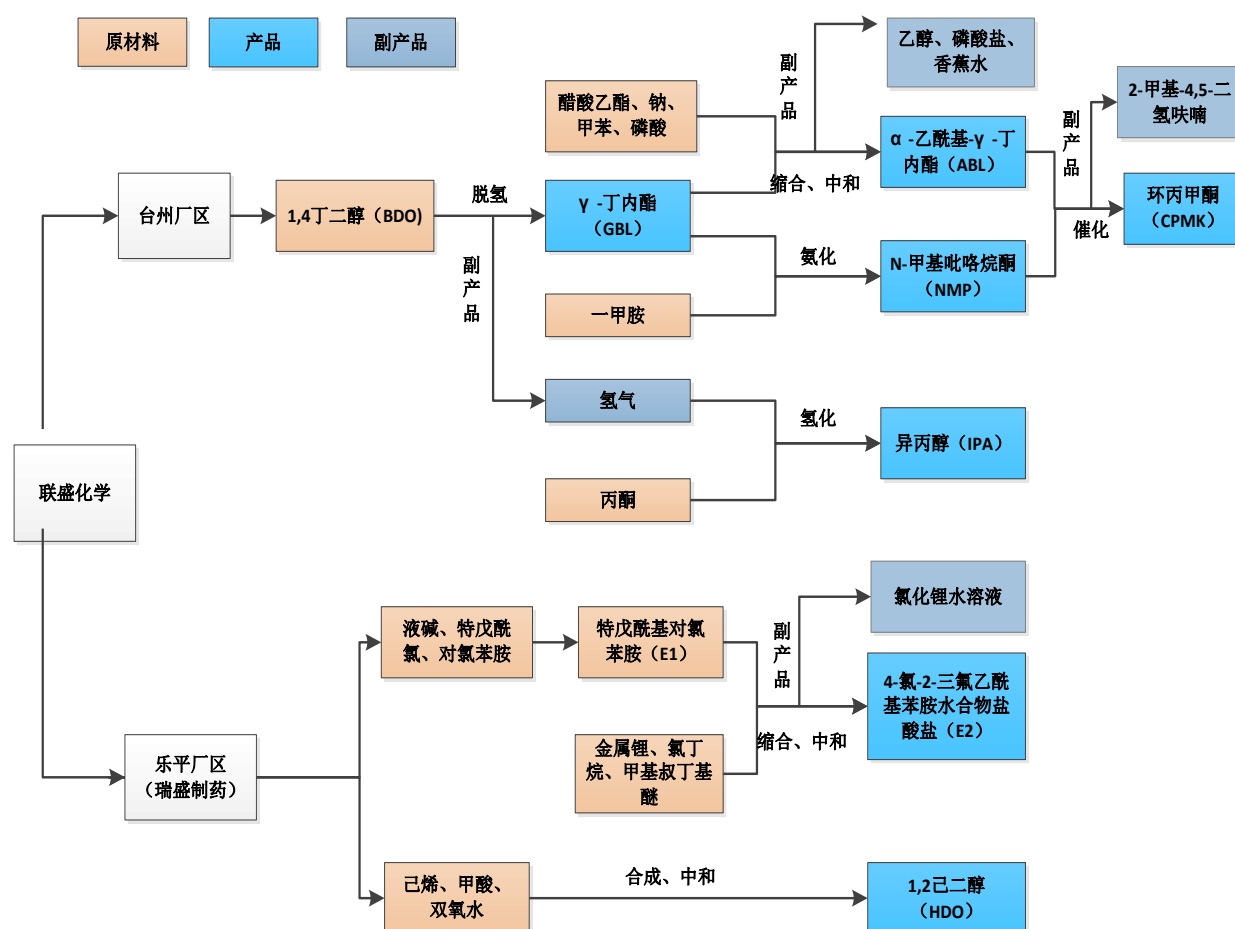 原材料
产品
副产品
乙醇、磷酸盐、
香蕉水
副
产
品
2-甲基-4,5-二
氢呋喃
醋酸乙酯、钠、
甲苯、磷酸
α -乙酰基-γ -丁
内酯（ABL）
副
产
品
缩合、中和
台州厂区
1,4丁二醇（BDO)
脱氢
γ -丁内酯
（GBL）
环丙甲酮
（CPMK）
催化
副
产
品
氨化
N-甲基吡咯烷酮
（NMP）
一甲胺
氢气
氢化
异丙醇（IPA）
丙酮
联盛化学
氯化锂水溶液
液碱、特戊酰
氯、对氯苯胺
特戊酰基对氯
苯胺（E1）
副
产
品
4-氯-2-三氟乙酰
基苯胺水合物盐
酸盐（E2）
缩合、中和
金属锂、氯丁
烷、甲基叔丁基
醚
乐平厂区
（瑞盛制药）
己烯、甲酸、
双氧水
合成、中和
1,2己二醇
（HDO）